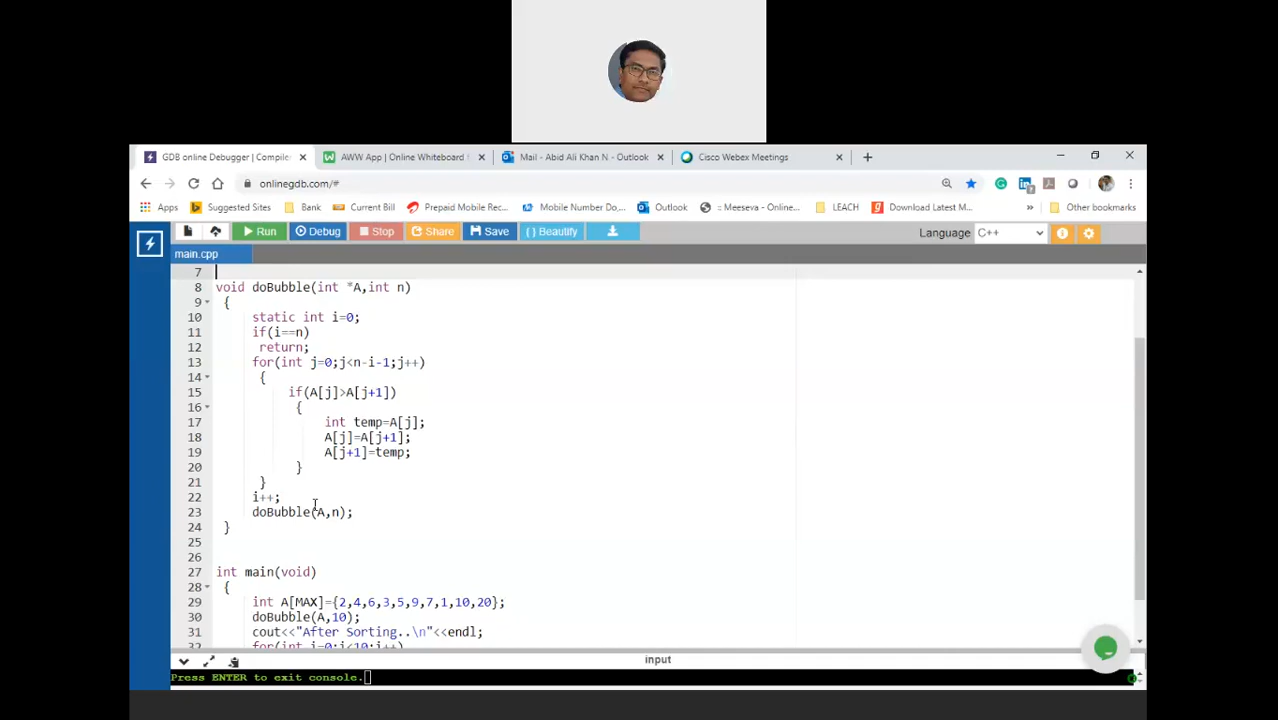 GDB online Debugger | Compiler
AWW App | Online Whiteboard
Mail - Abid Ali Khan N. - Outlook
Cisco Webex Meetings
onlinegdb.com/#
Apps
Suggested Sites
Bank
Current Bill
Prepaid Mobile Rec...
Mobile Number Do,...
Outlook
= Meeseva - Online...
LEACH
Download Latest M...
»
Other bookmarks
Run
Debug
Stop
Share
Save
{ } Beautify
Language
C++
main.cpp
7
8 void doBubble(int *A,int n)
9 {
10 static int i=0;
11 if(i==n)
12 return;
13 for(int j=0;j<n-i-1;j++)
14 {
15 if(A[j]>A[j+1])
16 {
17 int temp=A[j];
18 A[j]=A[j+1];
19 A[j+1]=temp;
20 }
21 }
22 i++;
23 doBubble(A,n);
24 }
25
26
27 int main(void)
28 {
29 int A[MAX]={2,4,6,3,5,9,7,1,10,20};
30 doBubble(A,10);
31 cout<<"After Sorting..\n"<<endl;
32 for(int i=0;i<10;i++)
input
Press ENTER to exit console.